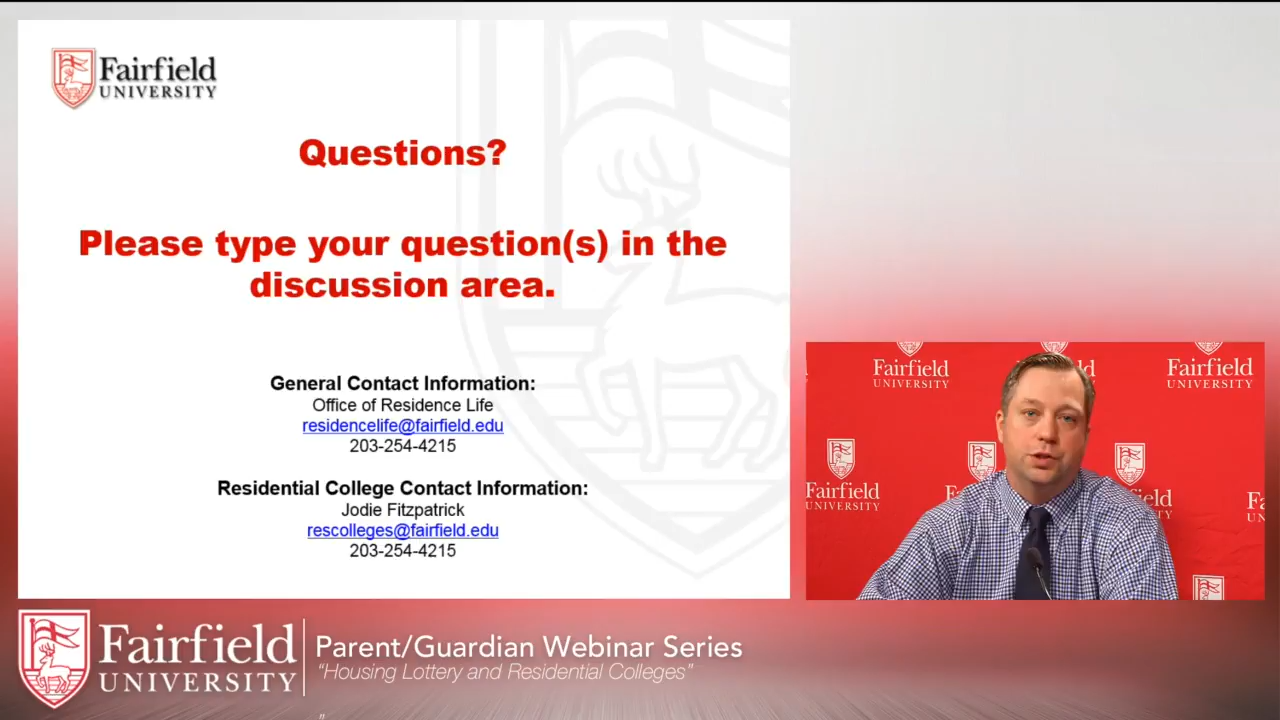 Fairfield
UNIVERSITY
Questions?
Please type your question(s) in the
discussion area.
General Contact Information:
Office of Residence Life
residencelife@fairfield.edu
203-254-4215
Residential College Contact Information:
Jodie Fitzpatrick
rescolleges@fairfield.edu
203-254-4215
Fairfield
UNIVERSITY
Fairfield
UNIVERSITY
Fairfield
UNIVERSITY
Fairfield
UNIVERSITY
Parent/Guardian Webinar Series
"Housing Lottery and Residential Colleges"
"